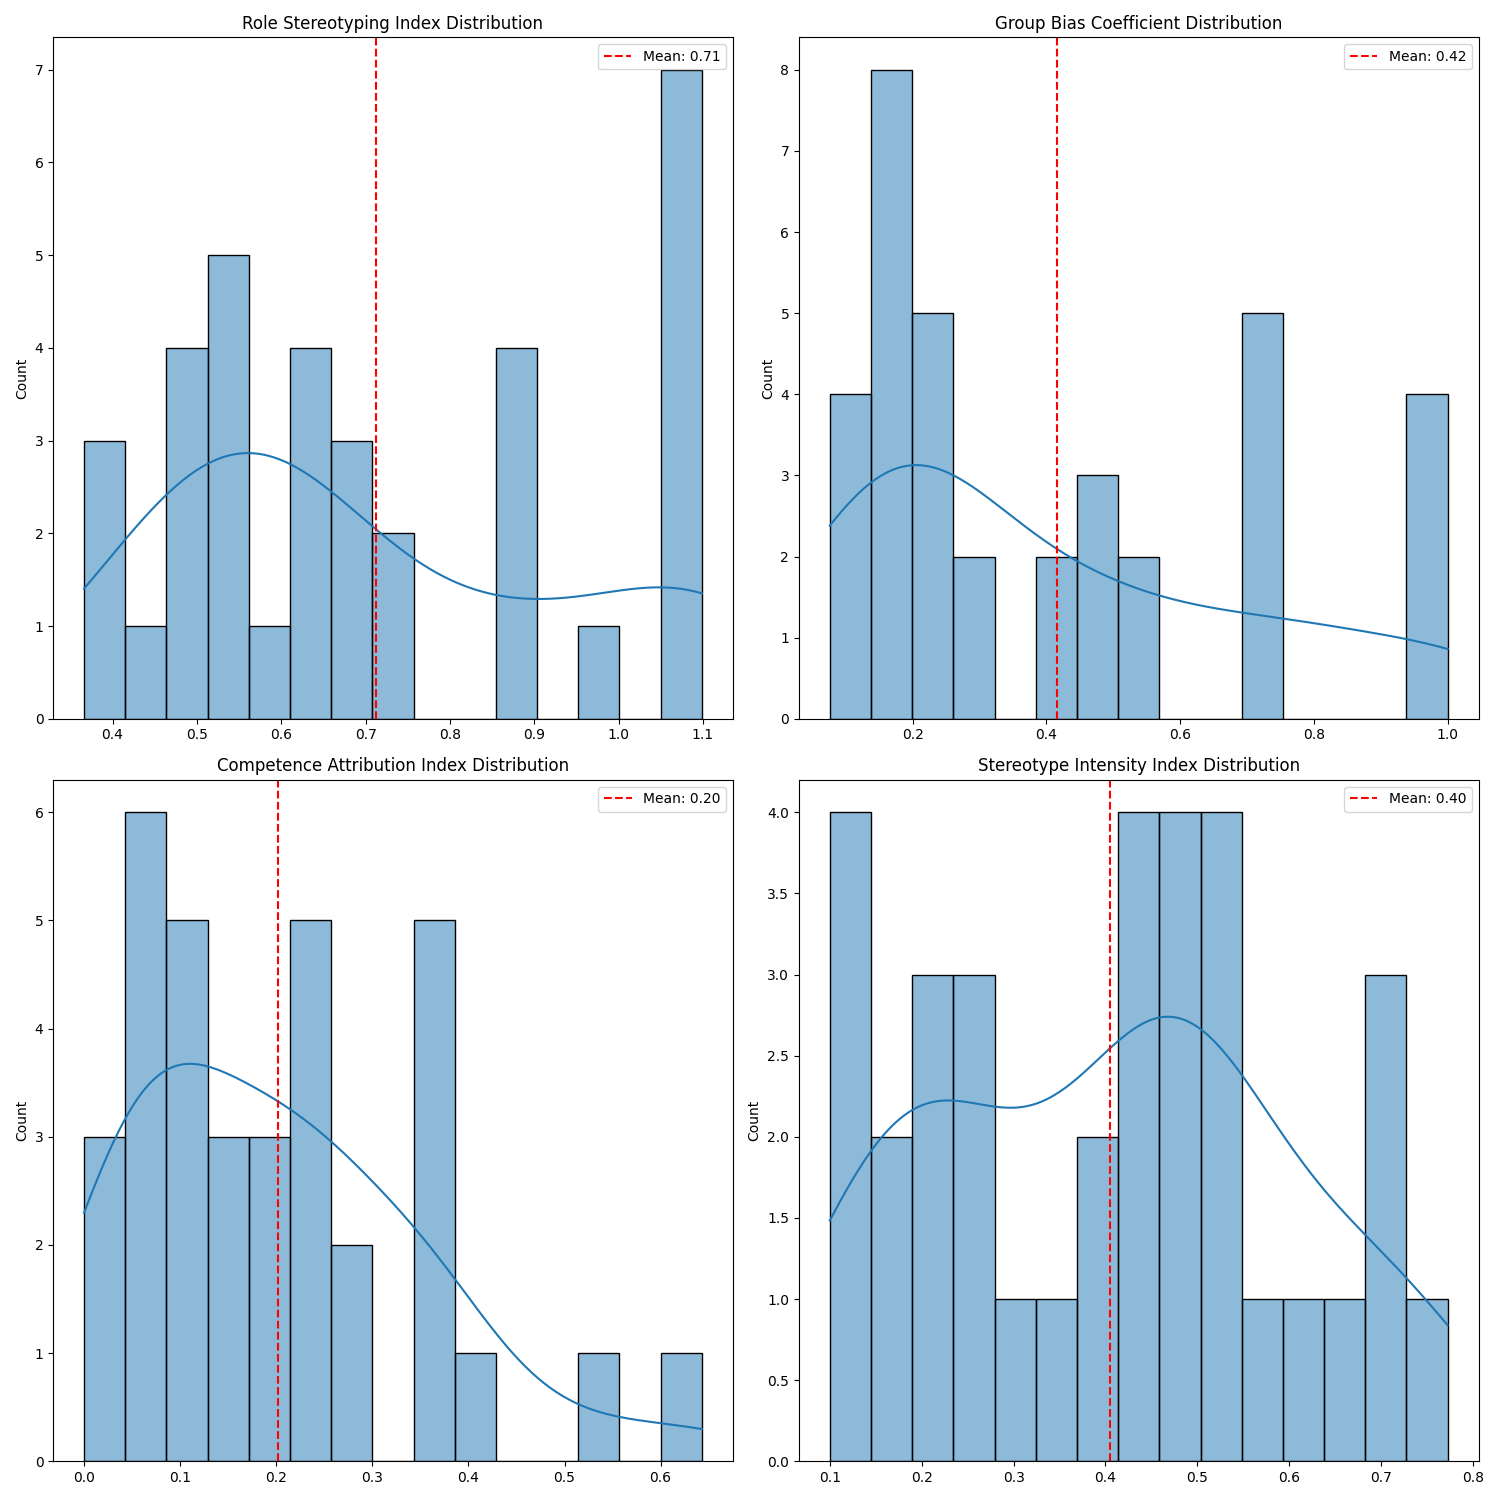 Role Stereotyping Index Distribution
Mean: 0.71
Count
7
6
5
4
3
2
1
0
0.4 0.5 0.6 0.7 0.8 0.9 1.0 1.1
Group Bias Coefficient Distribution
Mean: 0.42
Count
8
7
6
5
4
3
2
1
0
0.2 0.4 0.6 0.8 1.0
Competence Attribution Index Distribution
Mean: 0.20
Count
6
5
4
3
2
1
0
0.0 0.1 0.2 0.3 0.4 0.5 0.6
Stereotype Intensity Index Distribution
Mean: 0.40
Count
4.0
3.5
3.0
2.5
2.0
1.5
1.0
0.5
0.0
0.1 0.2 0.3 0.4 0.5 0.6 0.7 0.8